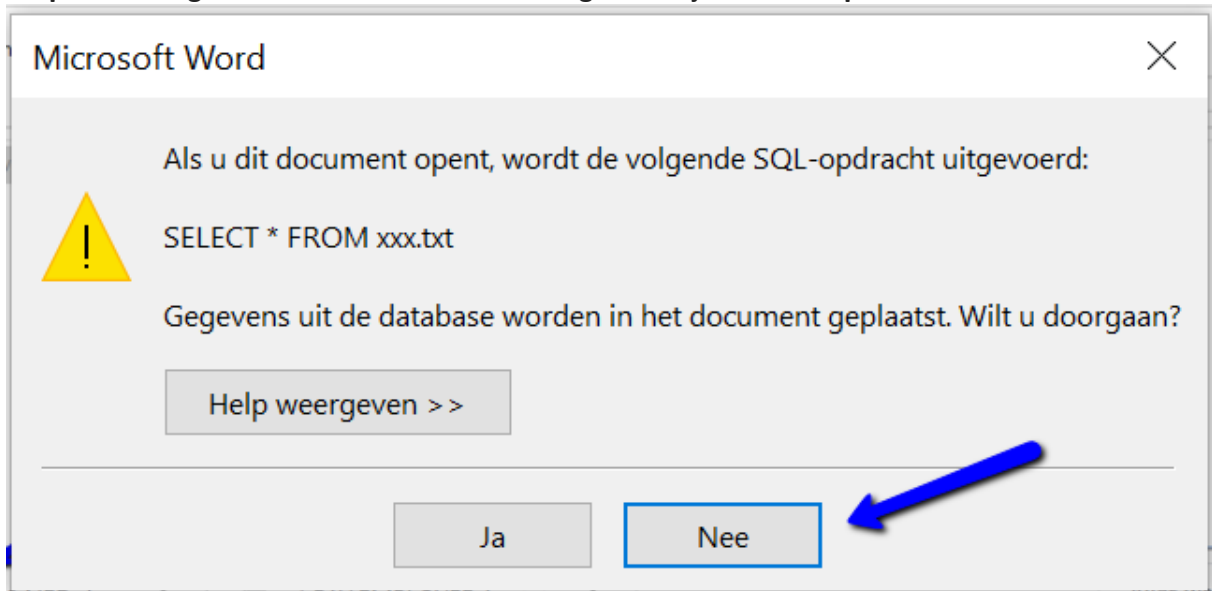 Microsoft Word
Als u dit document opent, wordt de volgende SQL-opdracht uitgevoerd:
SELECT * FROM xxx.txt
Gegevens uit de database worden in het document geplaatst. Wilt u doorgaan?
Help weergeven >>
Ja
Nee